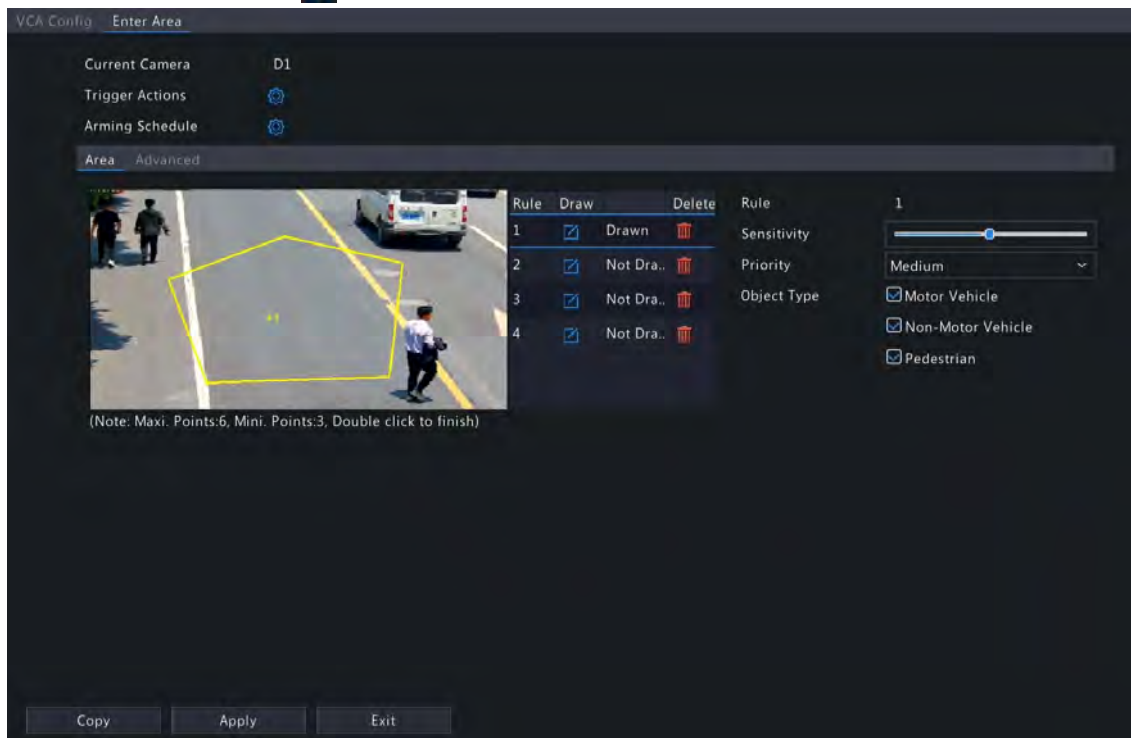 VCA Config Enter Area
Current Camera D1
Trigger Actions
Arming Schedule
Area Advanced
Rule Draw Delete
1 Drawn
2 Not Dra..
3 Not Dra..
4 Not Dra..
+1
(Note: Maxi. Points:6, Mini. Points:3, Double click to finish)
Rule 1
Sensitivity
Priority Medium
Object Type Motor Vehicle
Non-Motor Vehicle
Pedestrian
Copy Apply Exit